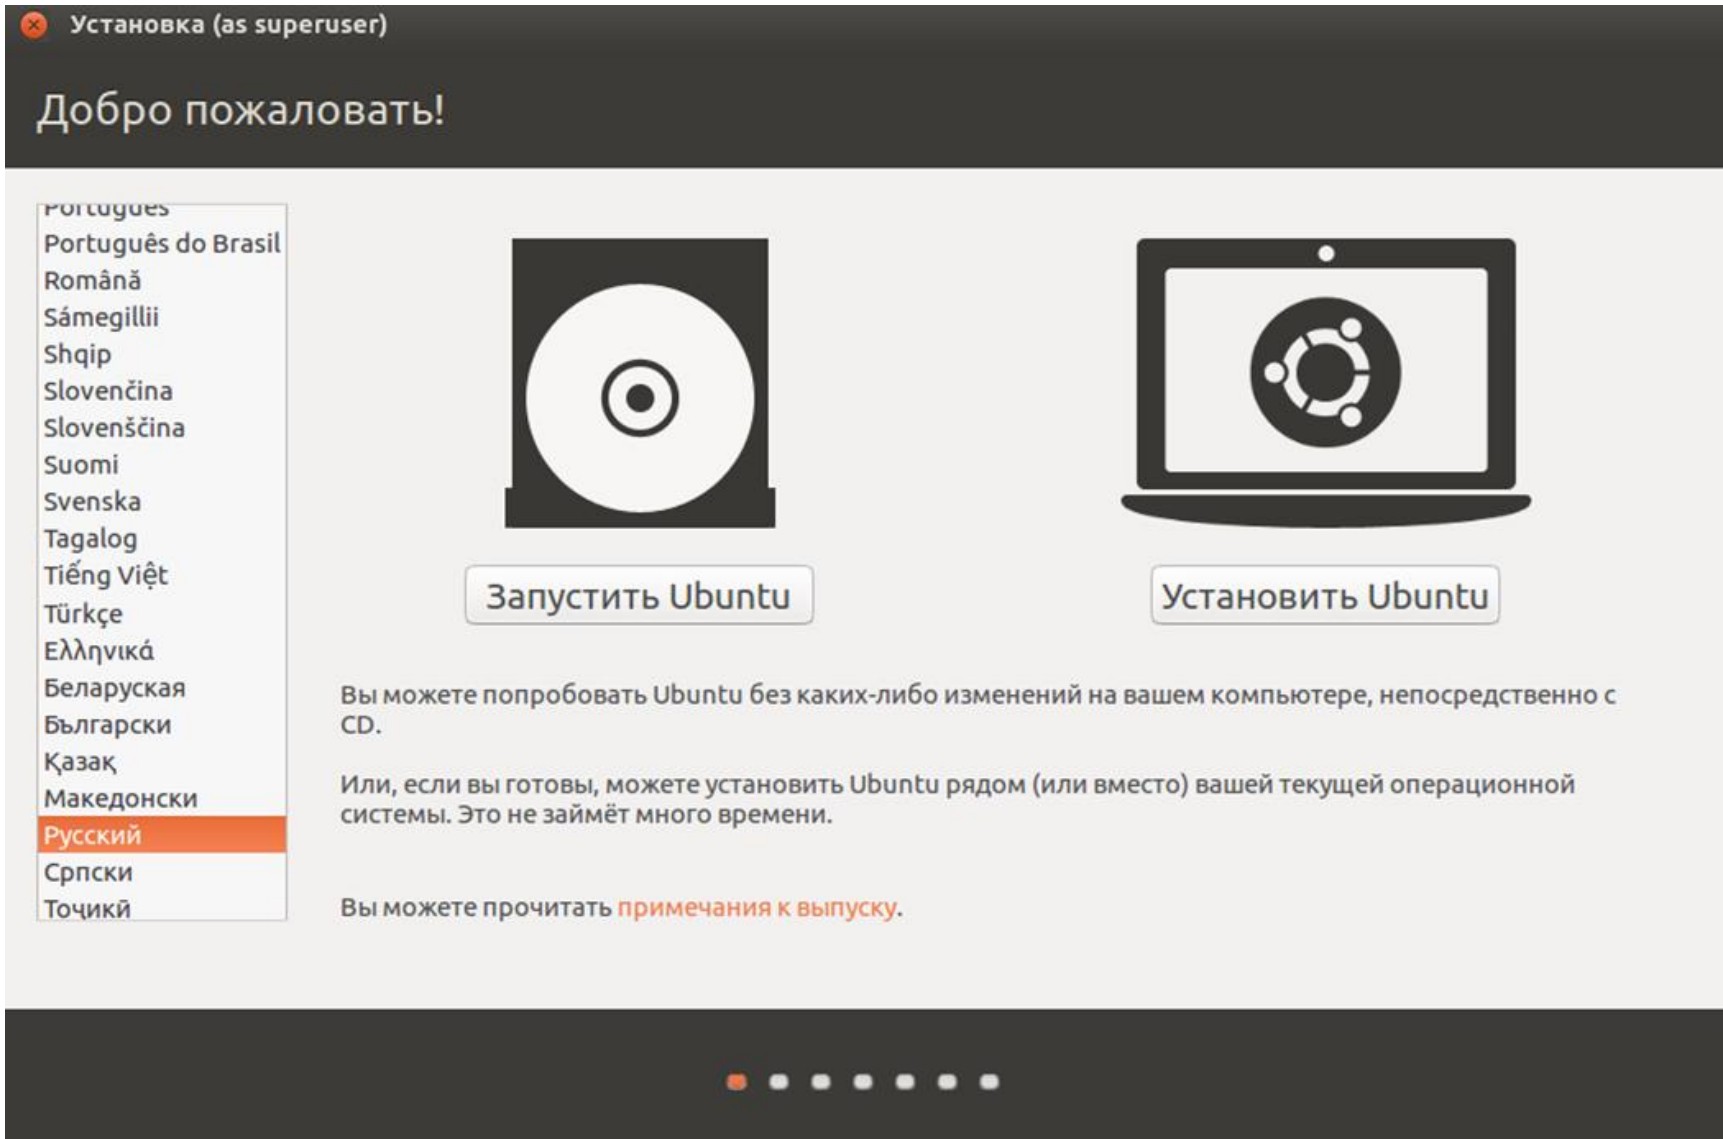 Установка (as superuser)
Добро пожаловать!
Português
Português do Brasil
Română
Sámegillii
Shqip
Slovenčina
Slovenščina
Suomi
Svenska
Tagalog
Tiếng Việt
Türkçe
Ελληνικά
Беларуская
Български
Қазақ
Македонски
Русский
Српски
Тоҷикӣ
Запустить Ubuntu
Установить Ubuntu
Вы можете попробовать Ubuntu без каких-либо изменений на вашем компьютере, непосредственно с
CD.
Или, если вы готовы, можете установить Ubuntu рядом (или вместо) вашей текущей операционной
системы. Это не займёт много времени.
Вы можете прочитать примечания к выпуску.